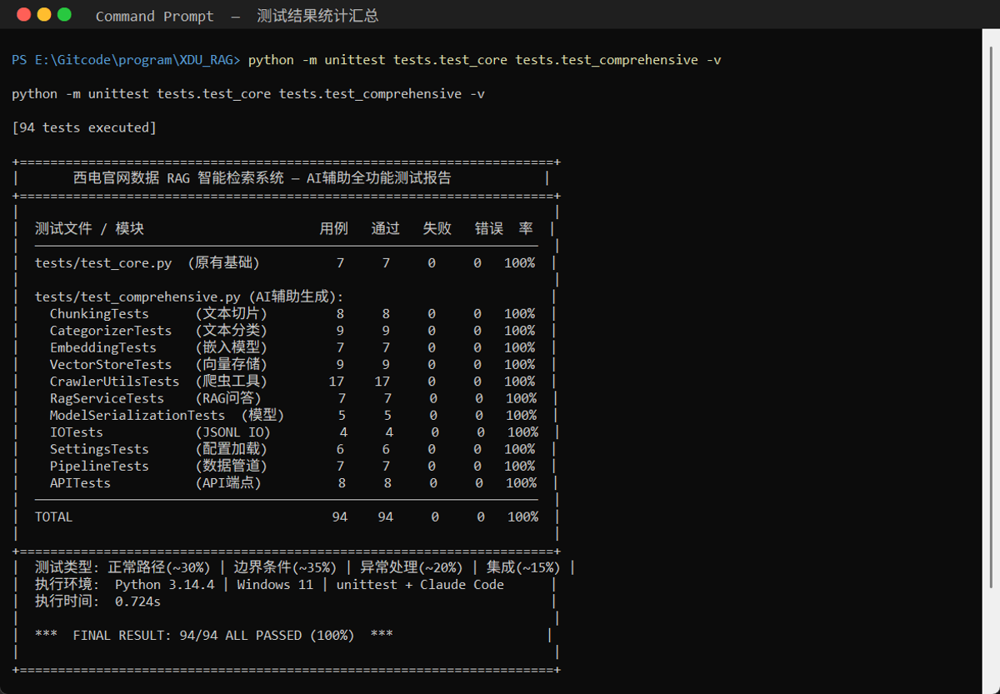 Command Prompt — 测试结果统计汇总
PS E:\Gitcode\program\XDU_RAG> python -m unittest tests.test_core tests.test_comprehensive -v
python -m unittest tests.test_core tests.test_comprehensive -v
[94 tests executed]
西电官网数据 RAG 智能检索系统 — AI辅助全功能测试报告
测试文件 / 模块 用例 通过 失败 错误 率
tests/test_core.py (原有基础) 7 7 0 0 100%
tests/test_comprehensive.py (AI辅助生成):
ChunkingTests (文本切片) 8 8 0 0 100%
CategorizerTests (文本分类) 9 9 0 0 100%
EmbeddingTests (嵌入模型) 7 7 0 0 100%
VectorStoreTests (向量存储) 9 9 0 0 100%
CrawlerUtilsTests (爬虫工具) 17 17 0 0 100%
RagServiceTests (RAG问答) 7 7 0 0 100%
ModelSerializationTests (模型) 5 5 0 0 100%
IOTests (JSONL IO) 4 4 0 0 100%
SettingsTests (配置加载) 6 6 0 0 100%
PipelineTests (数据管道) 7 7 0 0 100%
APITests (API端点) 8 8 0 0 100%
TOTAL 94 94 0 0 100%
测试类型: 正常路径(~30%) | 边界条件(~35%) | 异常处理(~20%) | 集成(~15%) |
执行环境: Python 3.14.4 | Windows 11 | unittest + Claude Code
执行时间: 0.724s
*** FINAL RESULT: 94/94 ALL PASSED (100%) ***